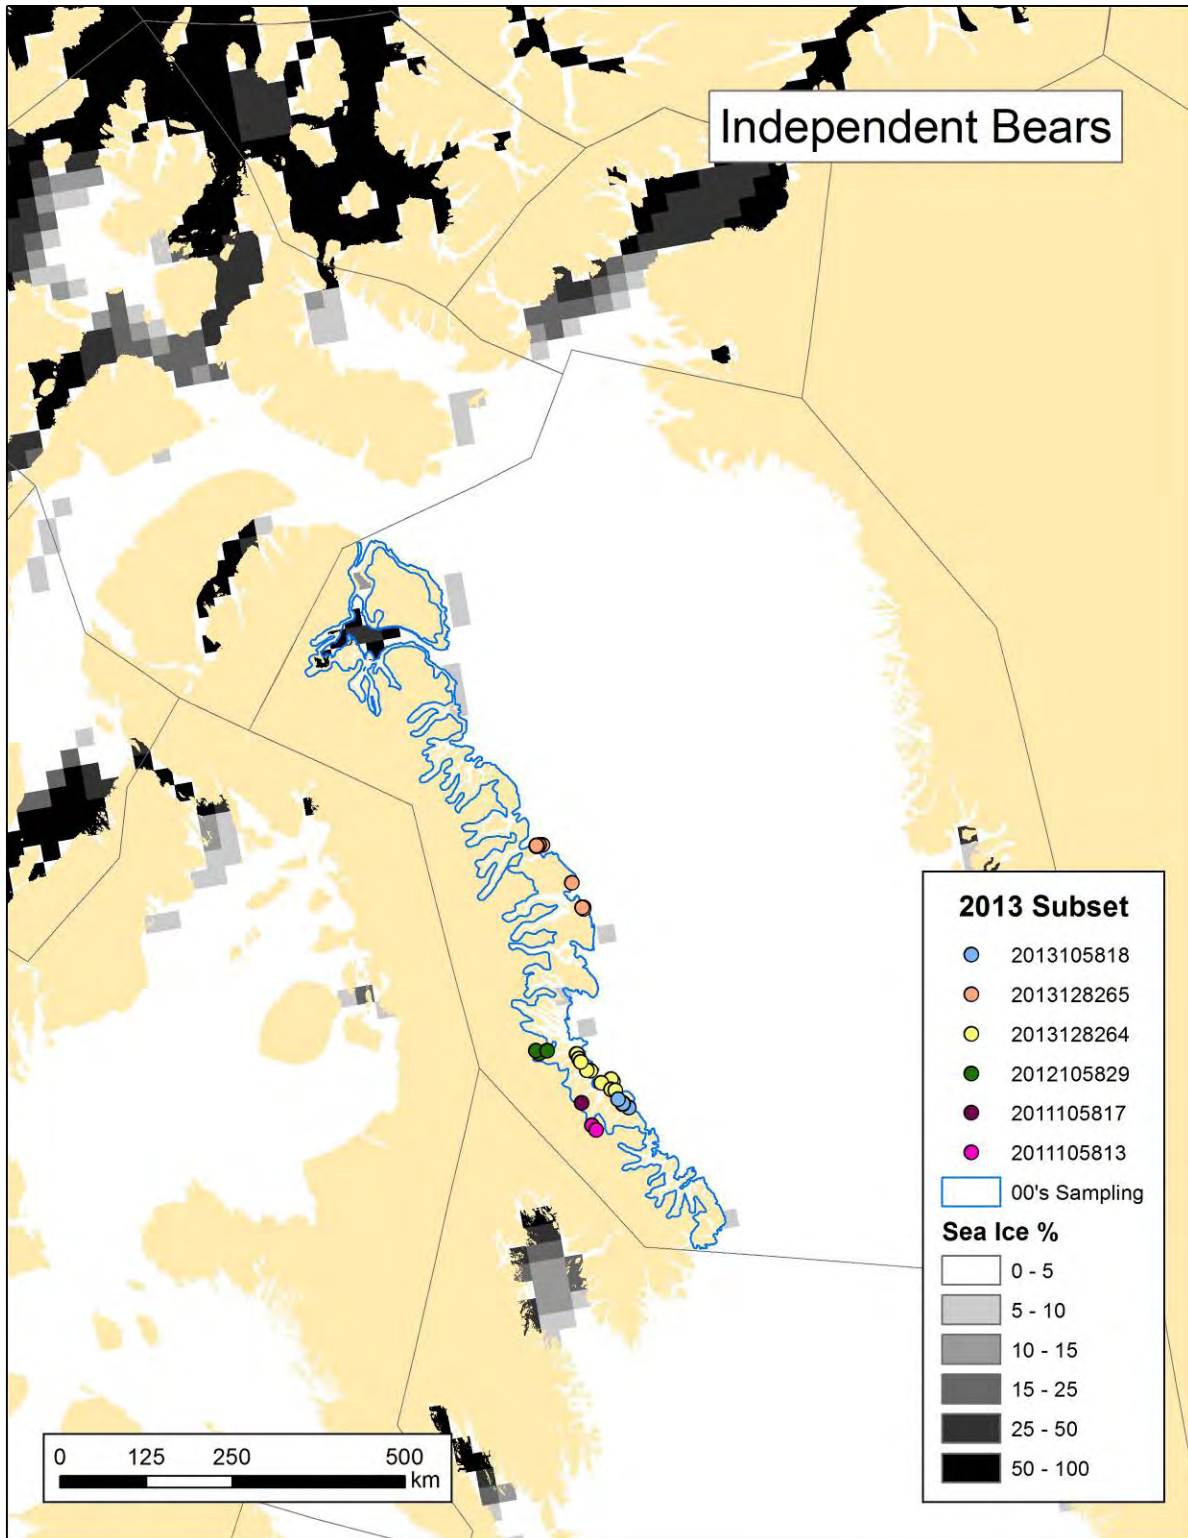 Independent Bears
2013 Subset
2013105818
2013128265
2013128264
2012105829
2011105817
2011105813
00's Sampling
Sea Ice %
0 - 5
5 - 10
10 - 15
15 - 25
25 - 50
50 - 100
0 125 250 500
km